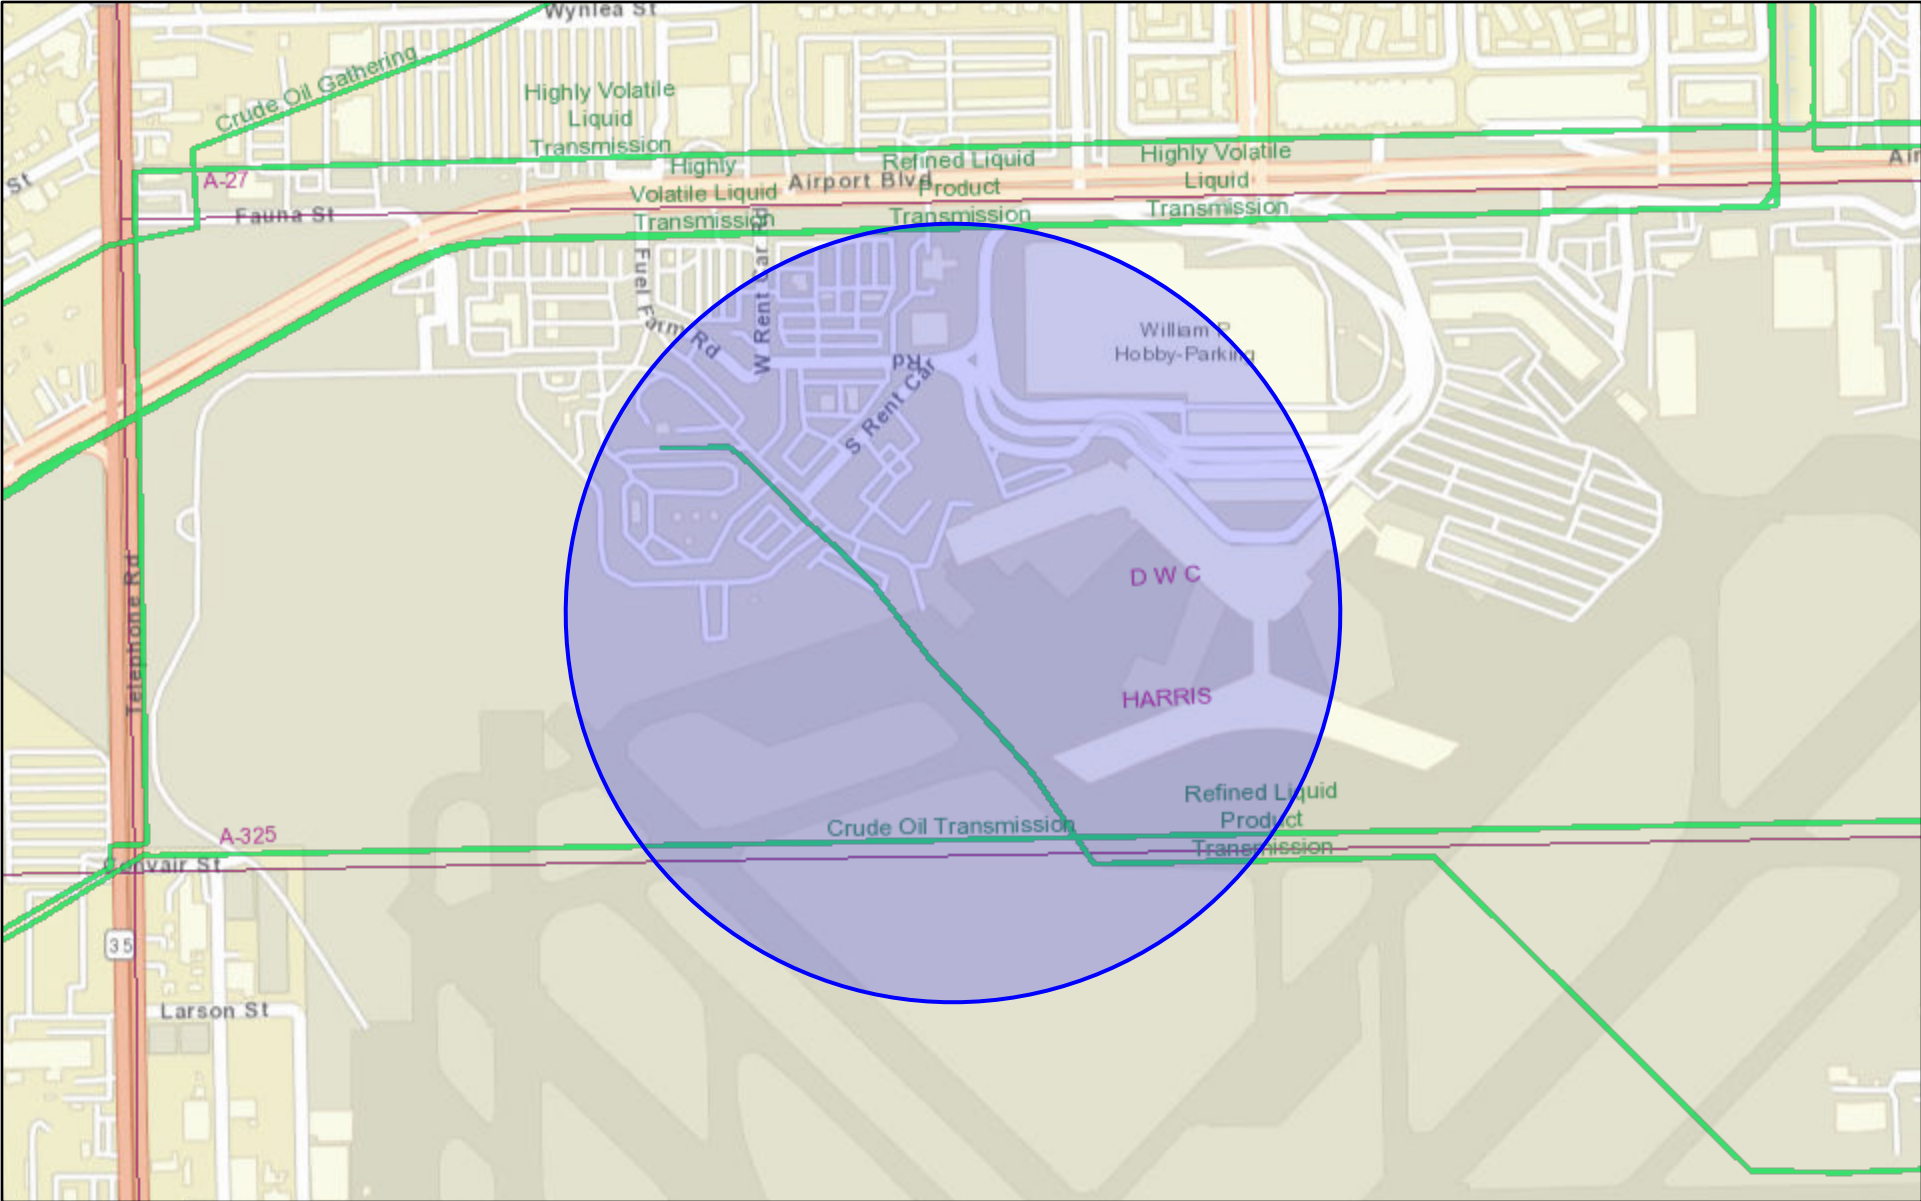 Wynlea St
Crude Oil Gathering
Highly Volatile
Liquid
Transmission
Highly
Volatile Liquid
Transmission
Refined Liquid
Product
Transmission
Highly Volatile
Liquid
Transmission
Airport Blvd
Air
St
A-27
Fauna St
Fuel Farm Rd
W Rent Car Rd
S Rent Car
Rd
William P
Hobby-Parking
D W C
HARRIS
Telephone Rd
Refined Liquid
Product
Transmission
Crude Oil Transmission
A-325
Convair St
35
Larson St